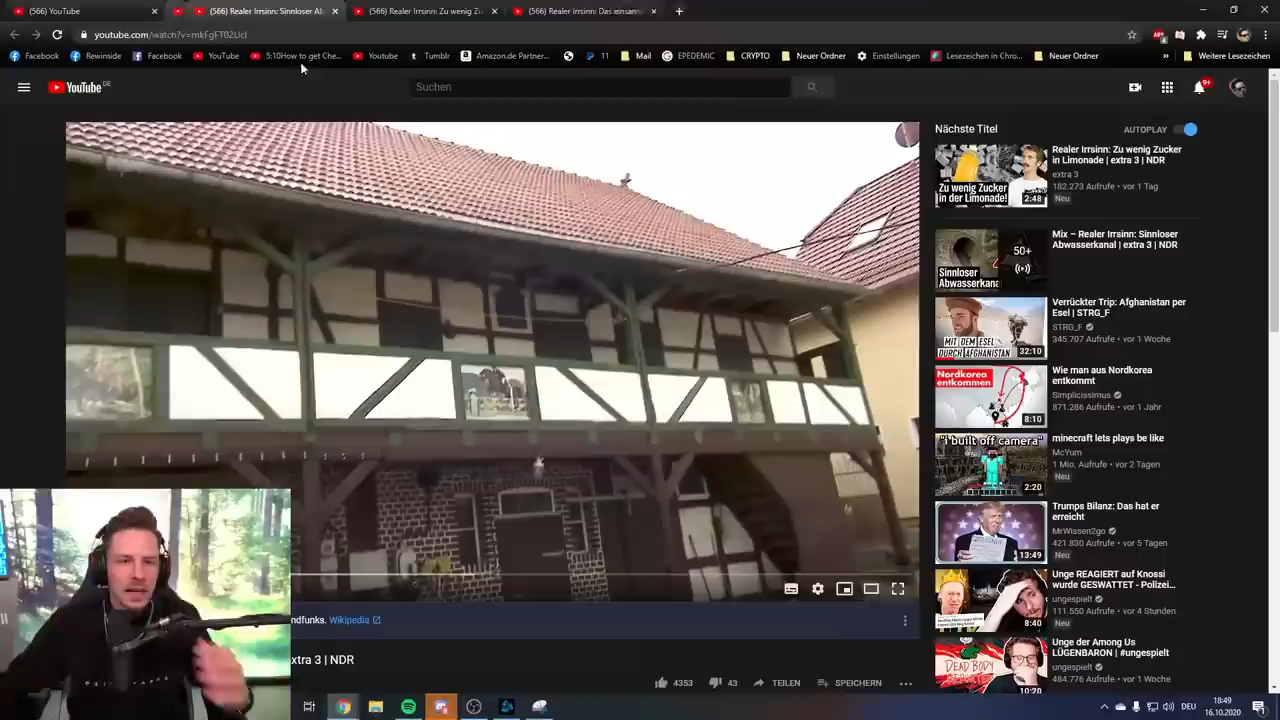 (566) YouTube
(566) Realer Irrsinn: Sinnloser Ab
(566) Realer Irrsinn: Zu wenig Zu
(566) Realer Irrsinn: Das einsame
youtube.com/watch?v=mkFgFT02LfcI
Facebook
Rewinside
Facebook
YouTube
5:10How to get Che...
Youtube
Tumblr
Amazon.de Partner...
11
Mail
EPEDEMIC
CRYPTO
Neuer Ordner
Einstellungen
Lesezeichen in Chro...
Neuer Ordner
»
Weitere Lesezeichen
YouTube DE
Suchen
9+
Nächste Titel
AUTOPLAY
Zu wenig Zucker
in der Limonade!
2:48
Realer Irrsinn: Zu wenig Zucker
in Limonade | extra 3 | NDR
extra 3
182.273 Aufrufe • vor 1 Tag
Neu
Sinnloser
Abwasserkana
50+
Mix – Realer Irrsinn: Sinnloser
Abwasserkanal | extra 3 | NDR
MIT DEM ESEL
DURCH AFGHANISTAN
32:10
Verrückter Trip: Afghanistan per
Esel | STRG_F
STRG_F
345.707 Aufrufe • vor 1 Woche
Nordkorea
entkommen
8:10
Wie man aus Nordkorea
entkommt
Simplicissimus
871.286 Aufrufe • vor 1 Jahr
"i built off camera"
2:20
minecraft lets plays be like
McYum
1 Mio. Aufrufe • vor 2 Tagen
Neu
13:49
Trumps Bilanz: Das hat er
erreicht
MrWissen2go
421.830 Aufrufe • vor 5 Tagen
Neu
8:40
Unge REAGIERT auf Knossi
wurde GESWATTET - Polizei...
ungespielt
111.550 Aufrufe • vor 4 Stunden
Neu
DEAD BODY
REPORTED
10:20
Unge der Among Us
LÜGENBARON | #ungespielt
ungespielt
484.776 Aufrufe • vor 1 Woche
ndfunks. Wikipedia
xtra 3 | NDR
4353
43
TEILEN
SPEICHERN
DEU
18:49
16.10.2020